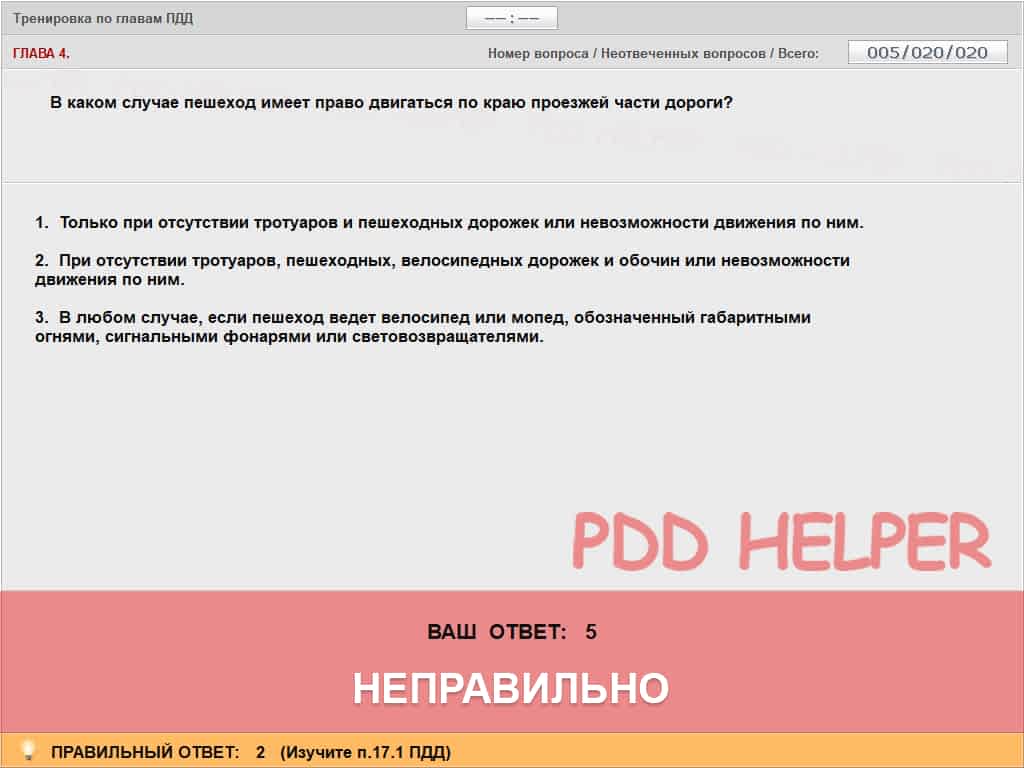 Тренировка по главам ПДД
—— : ——
ГЛАВА 4.
Номер вопроса / Неотвеченных вопросов / Всего:
005/020/020
В каком случае пешеход имеет право двигаться по краю проезжей части дороги?
1. Только при отсутствии тротуаров и пешеходных дорожек или невозможности движения по ним.
2. При отсутствии тротуаров, пешеходных, велосипедных дорожек и обочин или невозможности
движения по ним.
3. В любом случае, если пешеход ведет велосипед или мопед, обозначенный габаритными
огнями, сигнальными фонарями или световозвращателями.
PDD HELPER
ВАШ ОТВЕТ: 5
НЕПРАВИЛЬНО
ПРАВИЛЬНЫЙ ОТВЕТ: 2 (Изучите п.17.1 ПДД)